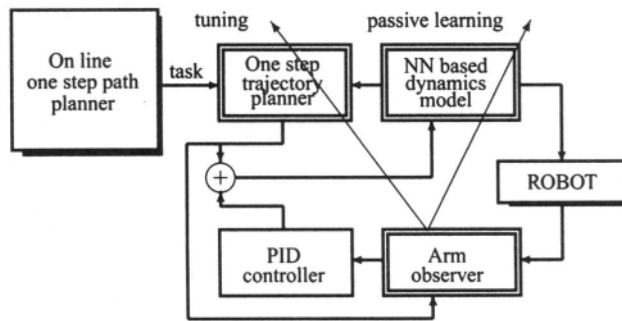 tuning
passive learning
On line
one step path
planner
task
One step
trajectory
planner
NN based
dynamics
model
+
ROBOT
PID
controller
Arm
observer